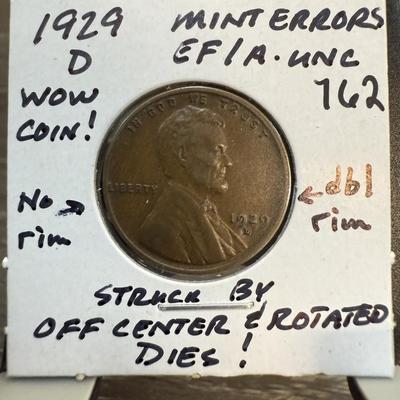 1929 MINT ERRORS
D EF/A. UNC
WOW 762
COIN!
IN GOD WE TRUST
LIBERTY
No → ← dbl
rim rim
1929
D
STRUCK BY
OFF CENTER & ROTATED
DIES!